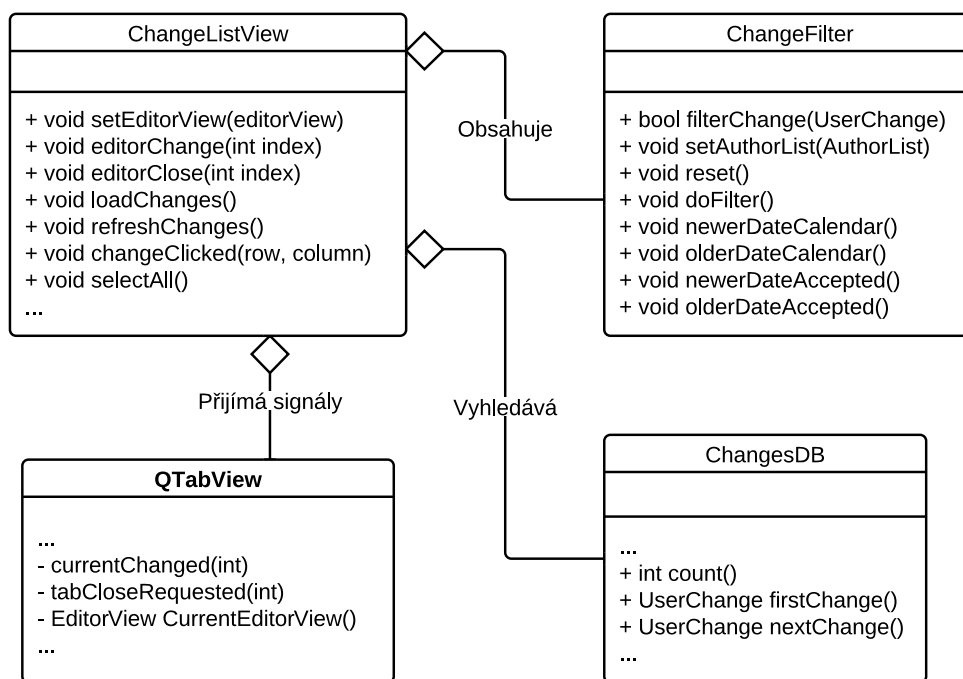 ChangeListView
+ void setEditorView(editorView)
+ void editorChange(int index)
+ void editorClose(int index)
+ void loadChanges()
+ void refreshChanges()
+ void changeClicked(row, column)
+ void selectAll()
...
Obsahuje
ChangeFilter
+ bool filterChange(UserChange)
+ void setAuthorList(AuthorList)
+ void reset()
+ void doFilter()
+ void newerDateCalendar()
+ void olderDateCalendar()
+ void newerDateAccepted()
+ void olderDateAccepted()
Přijímá signály
Vyhledává
QTabView
...
- currentChanged(int)
- tabCloseRequested(int)
- EditorView CurrentEditorView()
...
ChangesDB
...
+ int count()
+ UserChange firstChange()
+ UserChange nextChange()
...